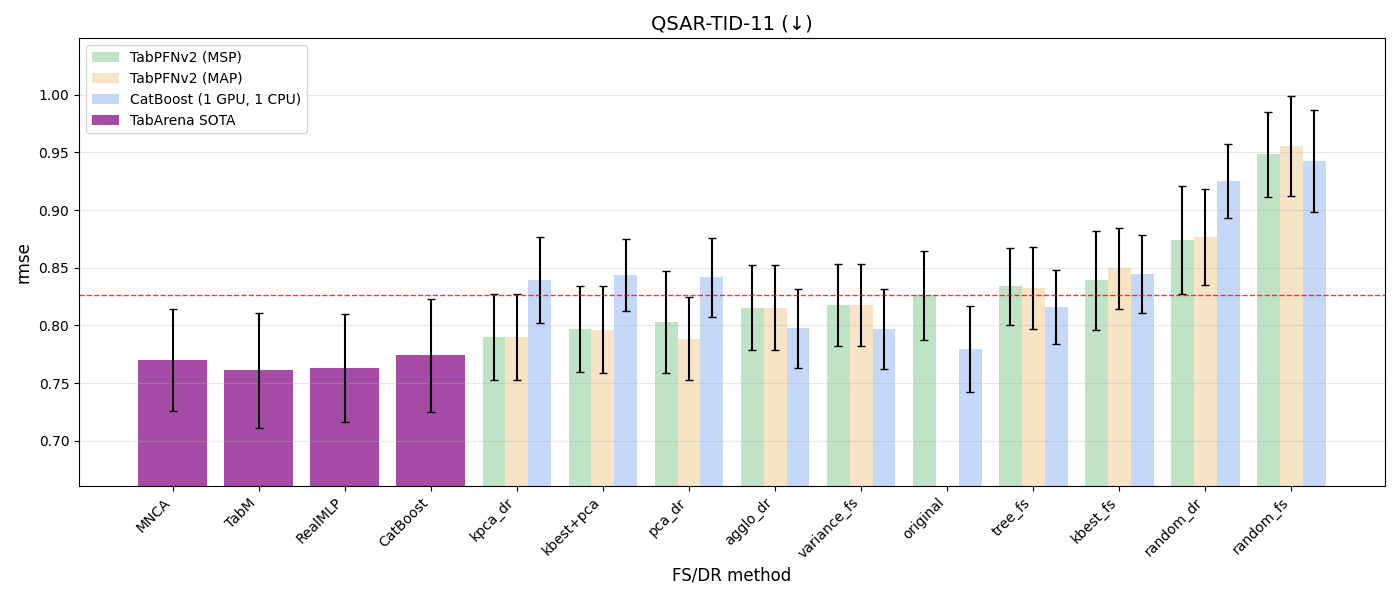 QSAR-TID-11 (↓)
TabPFNv2 (MSP)
TabPFNv2 (MAP)
CatBoost (1 GPU, 1 CPU)
TabArena SOTA
rmse
1.00
0.95
0.90
0.85
0.80
0.75
0.70
MNCA
TabM
RealMLP
CatBoost
kpca_dr
kbest+pca
pca_dr
agglo_dr
variance_fs
original
tree_fs
kbest_fs
random_dr
random_fs
FS/DR method